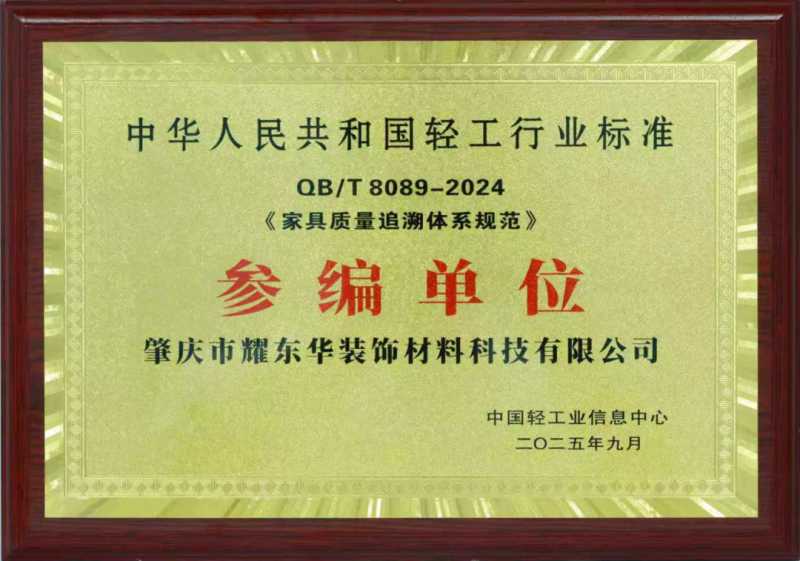 中华人民共和国轻工行业标准
QB/T 8089-2024
《家具质量追溯体系规范》
参编单位
肇庆市耀东华装饰材料科技有限公司
中国轻工业信息中心
二〇二五年九月